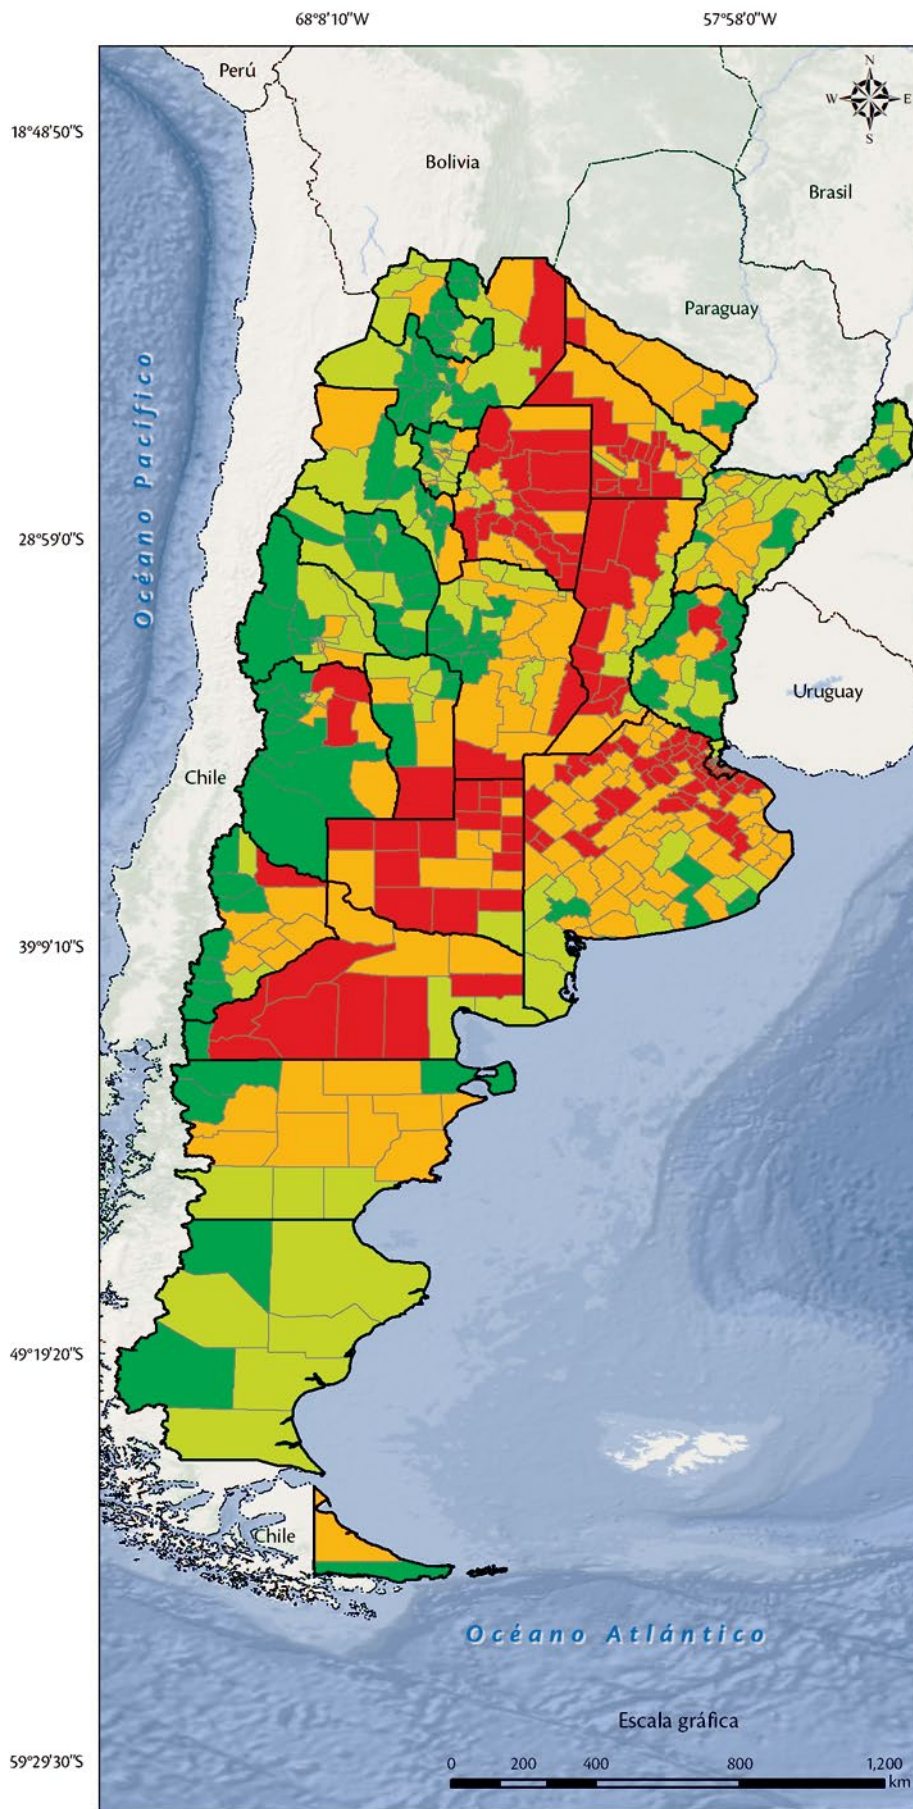 68°8'10"W
57°58'0"W
Perú
N
W
E
S
18°48'50"S
Bolivia
Brasil
Paraguay
Océano Pacífico
28°59'0"S
Uruguay
Chile
39°9'10"S
49°19'20"S
Chile
Océano Atlántico
Escala gráfica
59°29'30"S
0
200
400
800
1,200
km